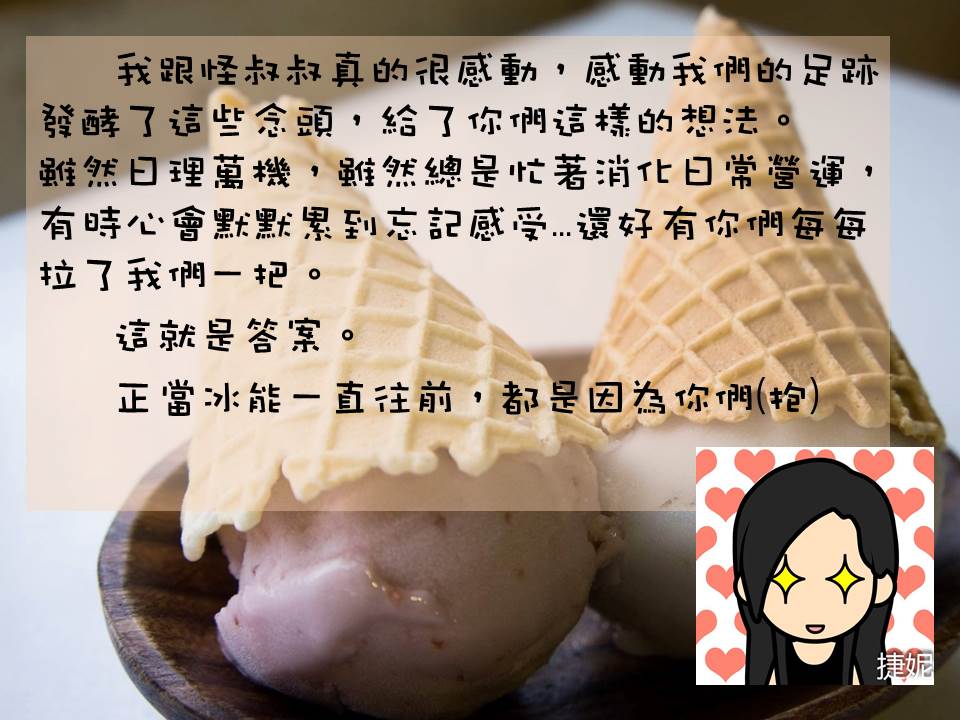 我跟怪叔叔真的很感動，感動我們的足跡
發酵了這些念頭，給了你們這樣的想法。
雖然日理萬機，雖然總是忙著消化日常營運，
有時心會默默累到忘記感受...還好有你們每每
拉了我們一把。
這就是答案。
正當冰能一直往前，都是因為你們(抱)
捷妮